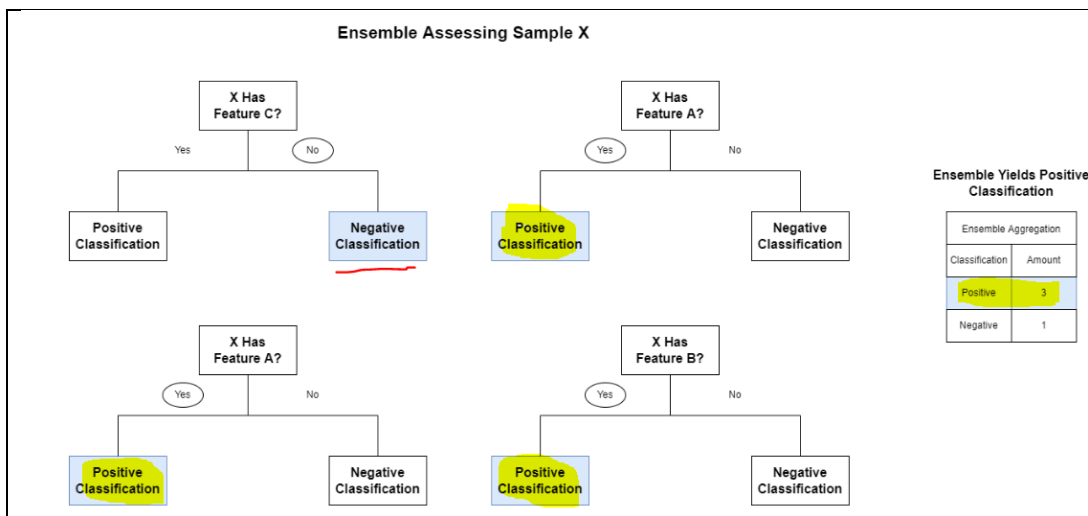 Ensemble Assessing Sample X
X Has
Feature C?
Yes
No
Positive
Classification
Negative
Classification
X Has
Feature A?
Yes
No
Positive
Classification
Negative
Classification
X Has
Feature A?
Yes
No
Positive
Classification
Negative
Classification
X Has
Feature B?
Yes
No
Positive
Classification
Negative
Classification
Ensemble Yields Positive
Classification
Ensemble Aggregation
Classification Amount
Positive 3
Negative 1